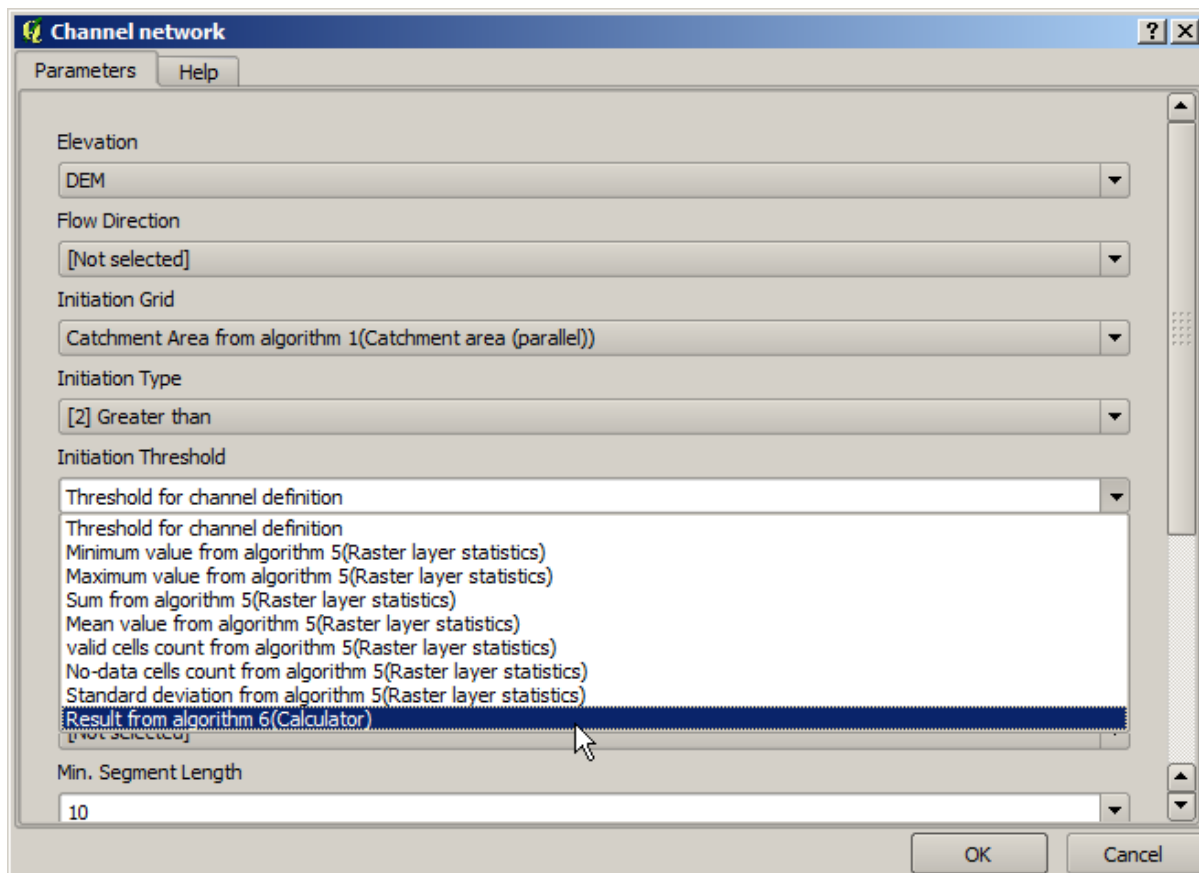 Channel network
Parameters Help
Elevation
DEM
Flow Direction
[Not selected]
Initiation Grid
Catchment Area from algorithm 1(Catchment area (parallel))
Initiation Type
[2] Greater than
Initiation Threshold
Threshold for channel definition
Threshold for channel definition
Minimum value from algorithm 5(Raster layer statistics)
Maximum value from algorithm 5(Raster layer statistics)
Sum from algorithm 5(Raster layer statistics)
Mean value from algorithm 5(Raster layer statistics)
valid cells count from algorithm 5(Raster layer statistics)
No-data cells count from algorithm 5(Raster layer statistics)
Standard deviation from algorithm 5(Raster layer statistics)
Result from algorithm 6(Calculator)
[Not selected]
Min. Segment Length
10
OK Cancel